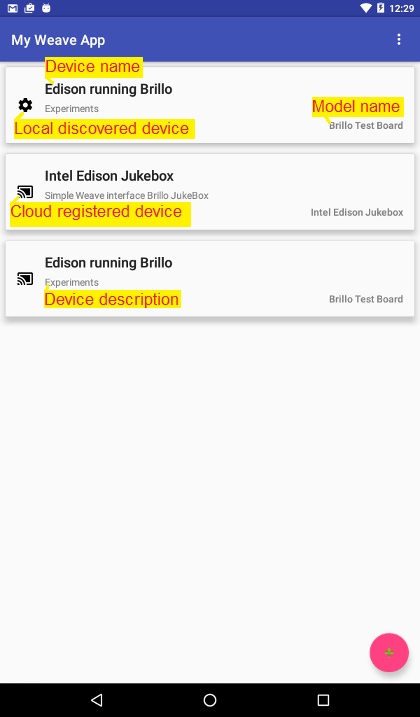 12:29
My Weave App
Device name
Edison running Brillo
Experiments
Model name
Brillo Test Board
Local discovered device
Intel Edison Jukebox
Simple Weave interface Brillo JukeBox
Cloud registered device
Intel Edison Jukebox
Edison running Brillo
Experiments
Device description
Brillo Test Board